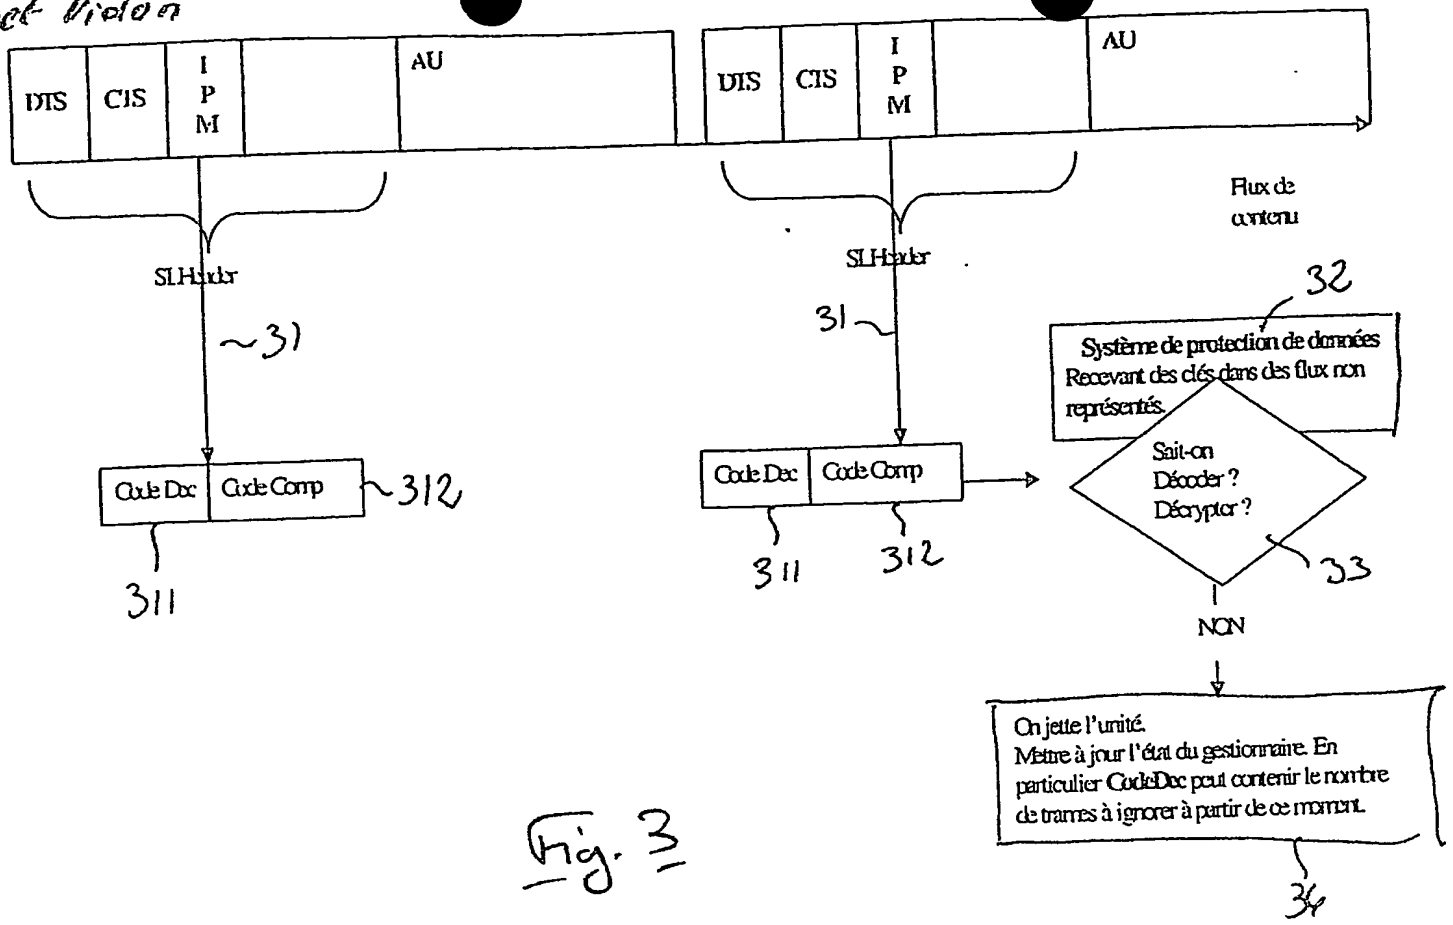 et Vidon
DTS CTS I P M AU
DTS CTS I P M AU
Flux de
contenu
SLHeader
SLHeader
31
31
32
Système de protection de données
Recevant des clés dans des flux non
représentés.
Code Dec Code Comp
312
311
Code Dec Code Comp
311
312
Sait-on
Décoder ?
Décrypter ?
33
NON
On jette l'unité.
Mettre à jour l'état du gestionnaire. En
particulier CodeDec peut contenir le nombre
de trames à ignorer à partir de ce moment.
34
Fig. 3